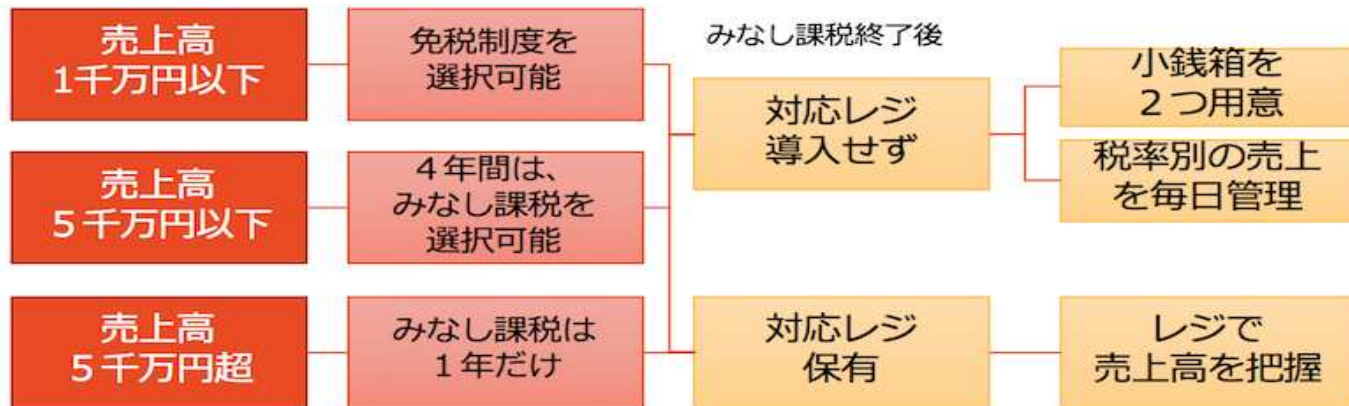 売上高
1千万円以下
免税制度を
選択可能
売上高
５千万円以下
４年間は、
みなし課税を
選択可能
売上高
５千万円超
みなし課税は
１年だけ
みなし課税終了後
対応レジ
導入せず
小銭箱を
２つ用意
税率別の売上
を毎日管理
対応レジ
保有
レジで
売上高を把握